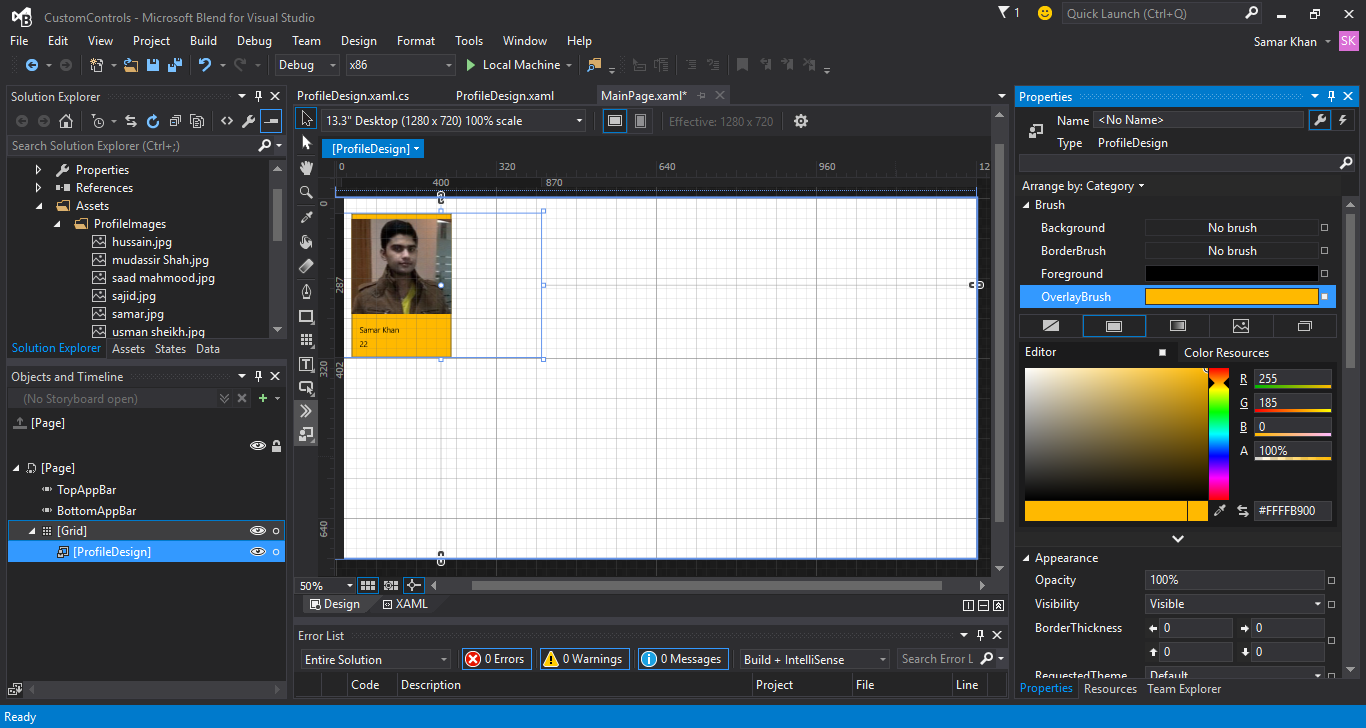 CustomControls - Microsoft Blend for Visual Studio
1
Quick Launch (Ctrl+Q)
File Edit View Project Build Debug Team Design Format Tools Window Help
Samar Khan SK
Debug x86 Local Machine
Solution Explorer
Search Solution Explorer (Ctrl+;)
Properties
References
Assets
ProfileImages
hussain.jpg
mudassir Shah.jpg
saad mahmood.jpg
sajid.jpg
samar.jpg
usman sheikh.jpg
Solution Explorer Assets States Data
Objects and Timeline
(No Storyboard open)
[Page]
[Page]
TopAppBar
BottomAppBar
[Grid]
[ProfileDesign]
ProfileDesign.xaml.cs ProfileDesign.xaml MainPage.xaml*
13.3" Desktop (1280 x 720) 100% scale Effective: 1280 x 720
[ProfileDesign]
0 320 640 960 12
400 870
0
287
320
402
640
Samar Khan
22
50%
Design XAML
Error List
Entire Solution 0 Errors 0 Warnings 0 Messages Build + IntelliSense Search Error L
Code Description Project File Line
Properties
Name <No Name>
Type ProfileDesign
Arrange by: Category
Brush
Background No brush
BorderBrush No brush
Foreground
OverlayBrush
Editor Color Resources
R 255
G 185
B 0
A 100%
#FFFFB900
Appearance
Opacity 100%
Visibility Visible
BorderThickness 0 0
0 0
RequestedTheme Default
Properties Resources Team Explorer
Ready